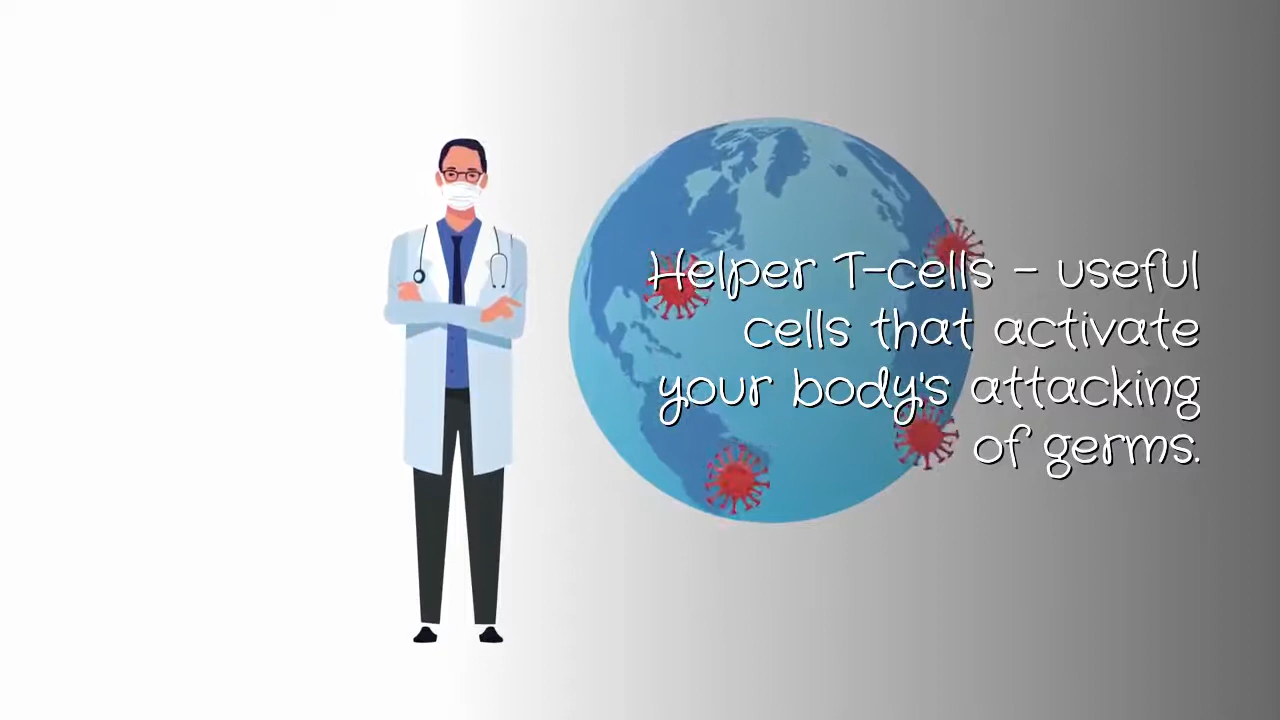 Helper T-cells - useful
cells that activate
your body's attacking
of germs.